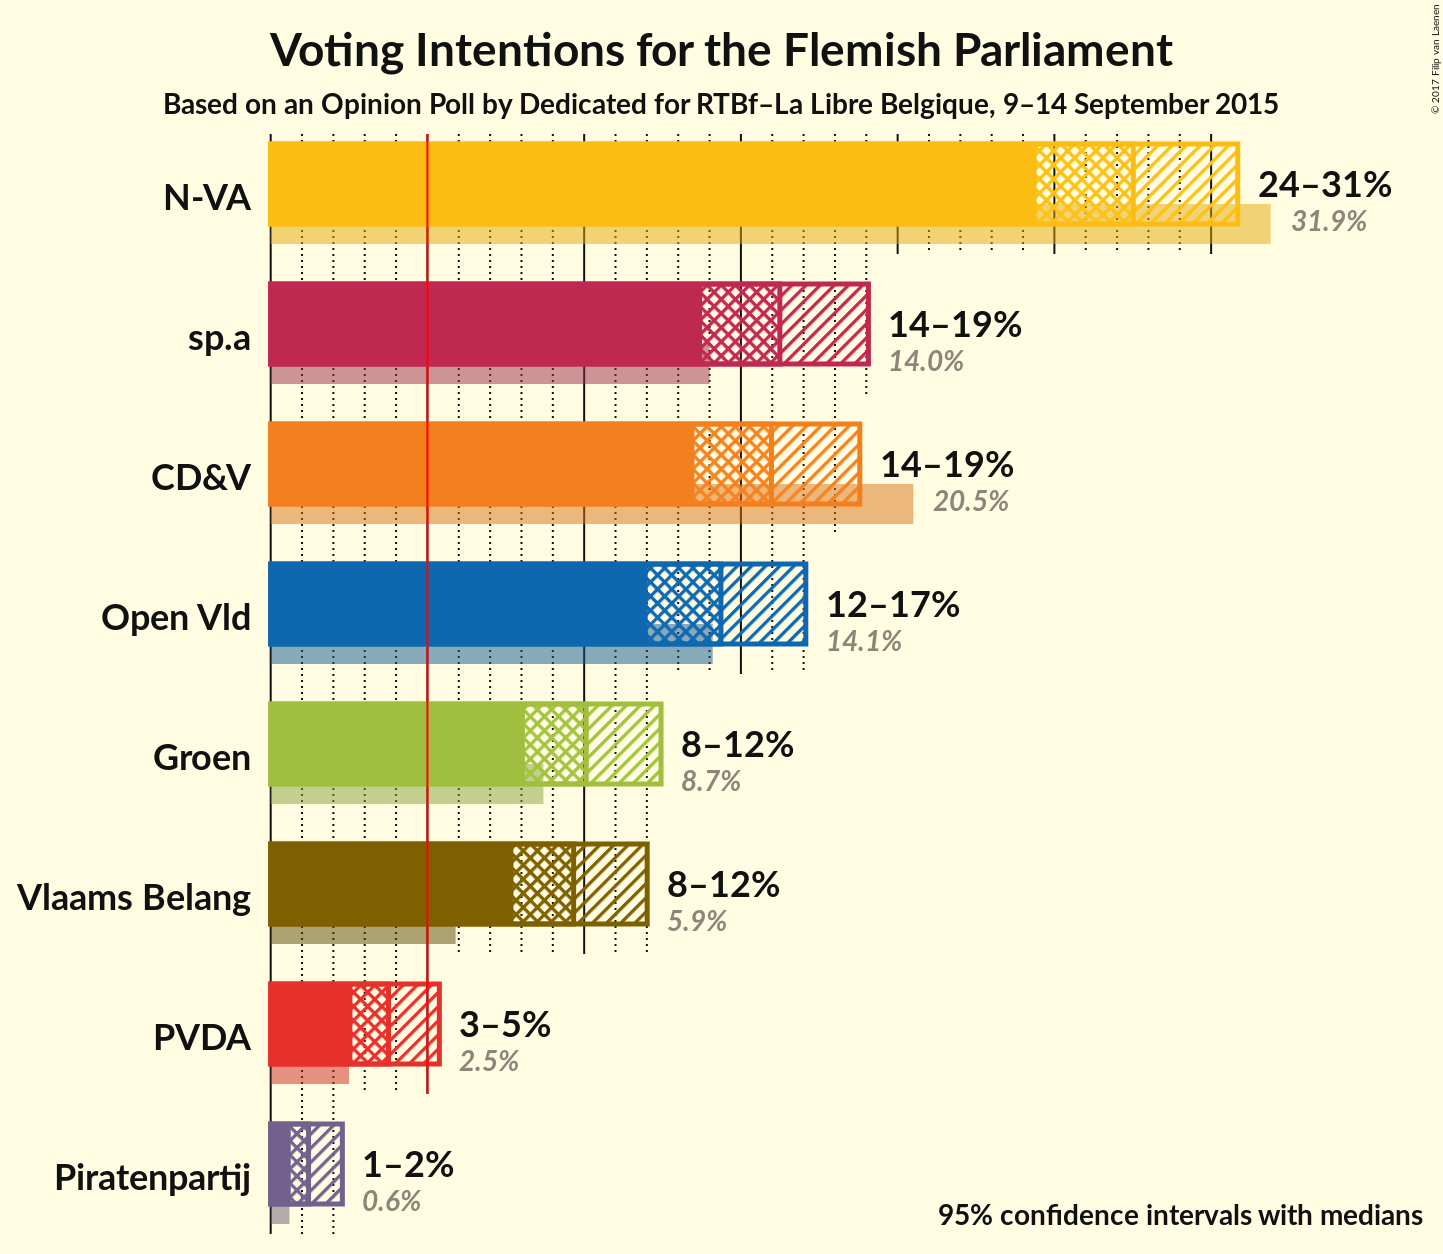 Voting Intentions for the Flemish Parliament
Based on an Opinion Poll by Dedicated for RTBf–La Libre Belgique, 9–14 September 2015
© 2017 Filip van Laenen
N-VA
24–31%
31.9%
sp.a
14–19%
14.0%
CD&V
14–19%
20.5%
Open Vld
12–17%
14.1%
Groen
8–12%
8.7%
Vlaams Belang
8–12%
5.9%
PVDA
3–5%
2.5%
Piratenpartij
1–2%
0.6%
95% confidence intervals with medians